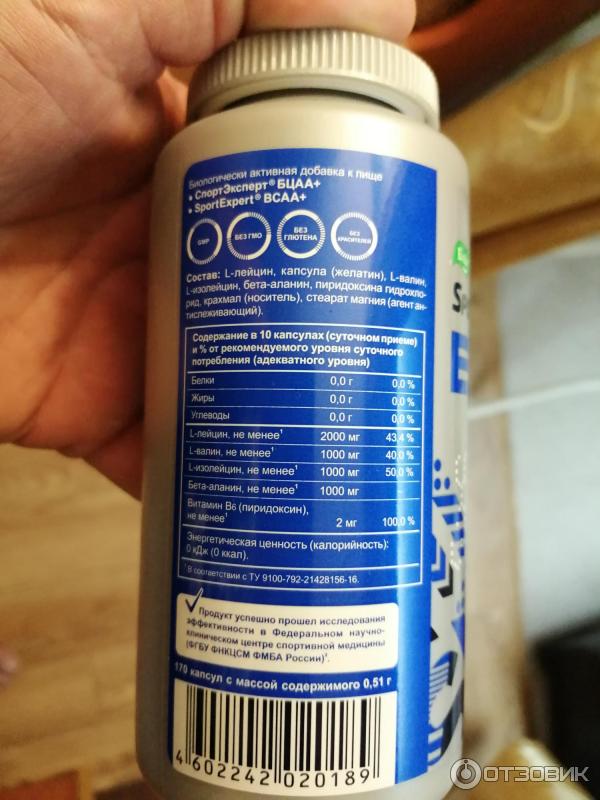 Биологически активная добавка к пище
• СпортЭксперт® БЦАА+
• SportExpert® BCAA+
GMP
БЕЗ ГМО
БЕЗ
ГЛЮТЕНА
БЕЗ
КРАСИТЕЛЕЙ
Состав: L-лейцин, капсула (желатин), L-валин,
L-изолейцин, бета-аланин, пиридоксина гидрохло-
рид, крахмал (носитель), стеарат магния (агент ан-
тислеживающий).
Содержание в 10 капсулах (суточном приеме)
и % от рекомендуемого уровня суточного
потребления (адекватного уровня)
Белки 0,0 г 0,0 %
Жиры 0,0 г 0,0 %
Углеводы 0,0 г 0,0 %
L-лейцин, не менее¹ 2000 мг 43,4 %
L-валин, не менее¹ 1000 мг 40,0 %
L-изолейцин, не менее¹ 1000 мг 50,0 %
Бета-аланин, не менее¹ 1000 мг
Витамин В6 (пиридоксин),
не менее¹ 2 мг 100,0 %
Энергетическая ценность (калорийность):
0 кДж (0 ккал).
¹ В соответствии с ТУ 9100-792-21428156-16.
Продукт успешно прошел исследования
эффективности в Федеральном научно-
клиническом центре спортивной медицины
(ФГБУ ФНКЦСМ ФМБА России)².
170 капсул с массой содержимого 0,51 г
4 602242 020189
Sp
ОТЗОВИК